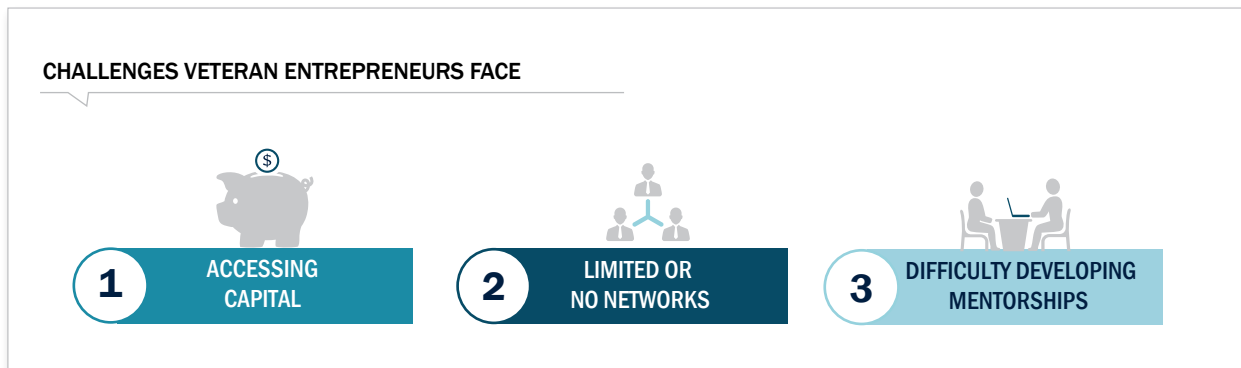 CHALLENGES VETERAN ENTREPRENEURS FACE
$
1
ACCESSING
CAPITAL
2
LIMITED OR
NO NETWORKS
3
DIFFICULTY DEVELOPING
MENTORSHIPS